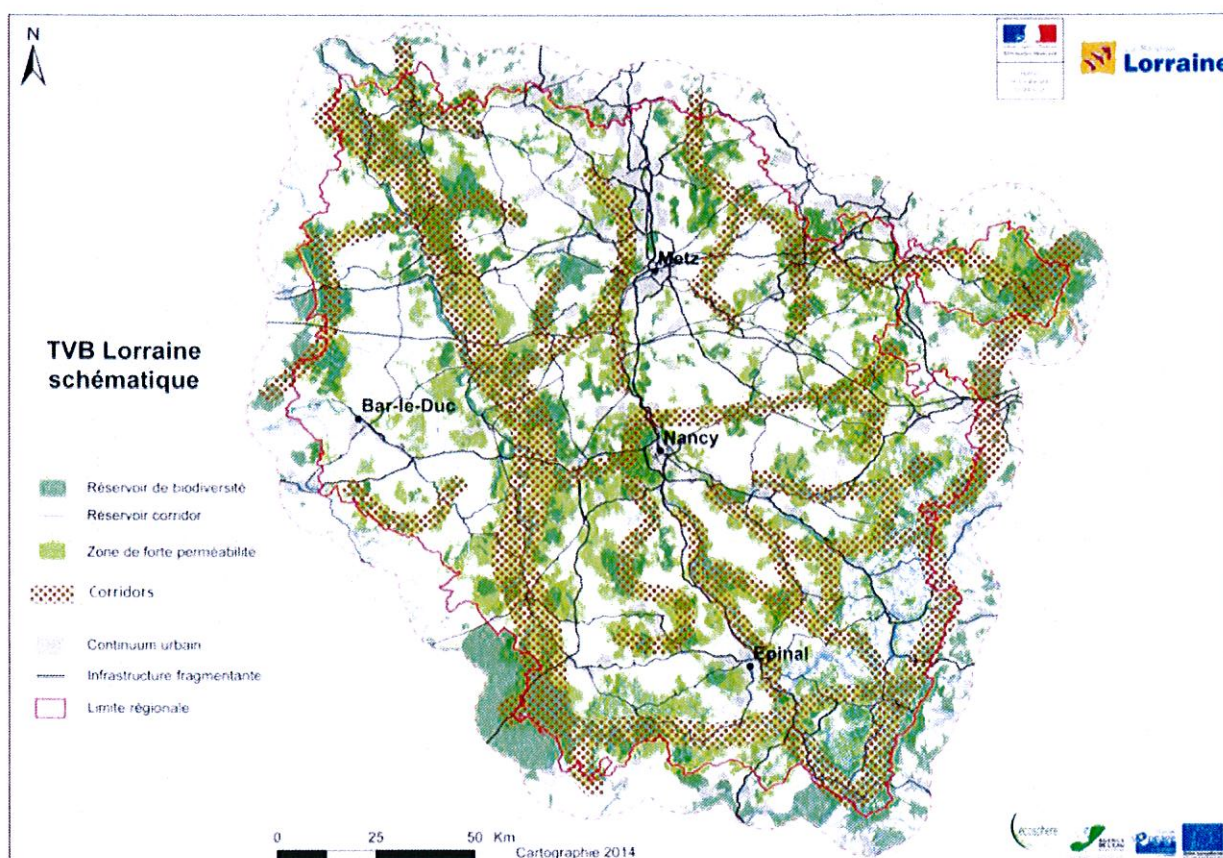 N
Lorraine
TVB Lorraine
schématique
Metz
Bar-le-Duc
Nancy
Epinal
Réservoir de biodiversité
Réservoir corridor
Zone de forte perméabilité
Corridors
Continuum urbain
Infrastructure fragmentante
Limite régionale
0 25 50 Km
Cartographie 2014
écosphère